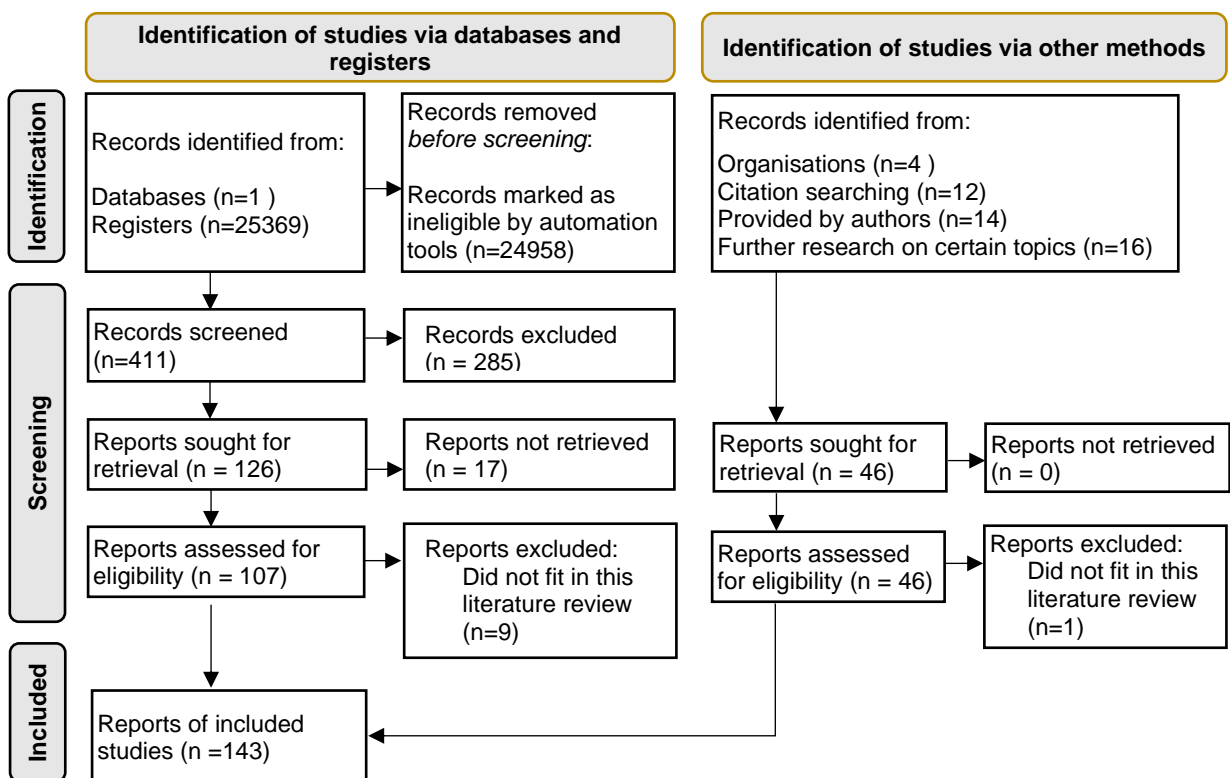 Identification of studies via databases and
registers
Identification of studies via other methods
Identification
Records identified from:
Databases (n=1 )
Registers (n=25369)
Records removed
before screening:
Records marked as
ineligible by automation
tools (n=24958)
Records identified from:
Organisations (n=4 )
Citation searching (n=12)
Provided by authors (n=14)
Further research on certain topics (n=16)
Screening
Records screened
(n=411)
Records excluded
(n = 285)
Reports sought for
retrieval (n = 126)
Reports not retrieved
(n = 17)
Reports sought for
retrieval (n = 46)
Reports not retrieved
(n = 0)
Reports assessed for
eligibility (n = 107)
Reports excluded:
Did not fit in this
literature review
(n=9)
Reports assessed
for eligibility (n = 46)
Reports excluded:
Did not fit in this
literature review
(n=1)
Included
Reports of included
studies (n =143)